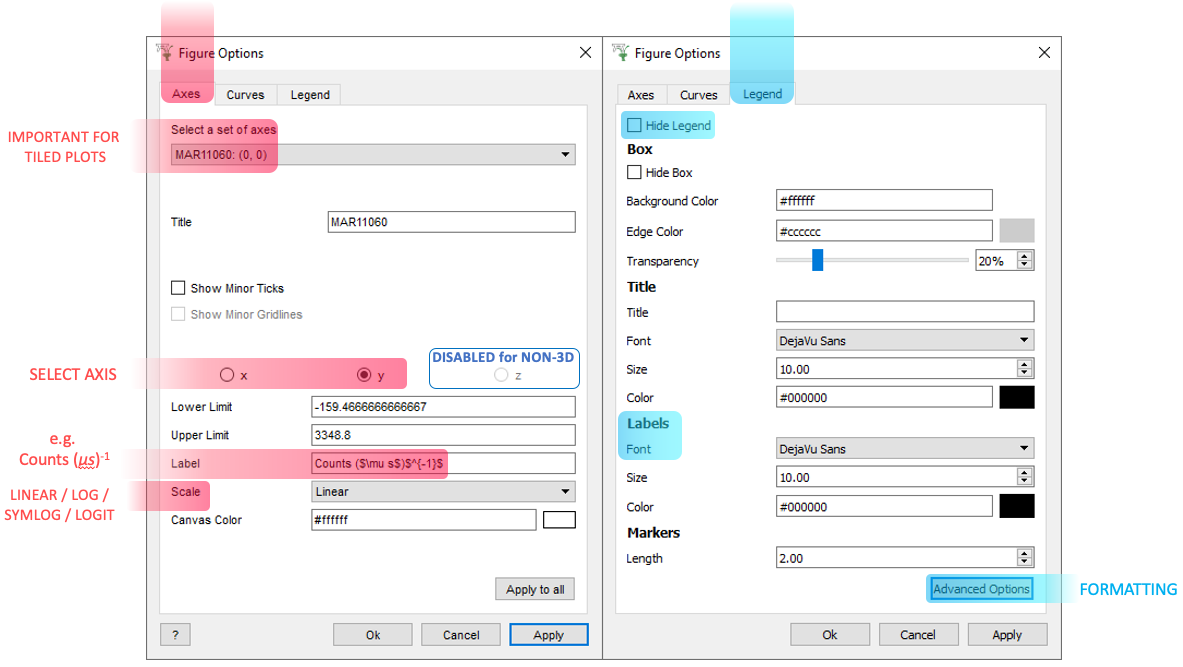 Figure Options
Axes
Curves
Legend
IMPORTANT FOR
TILED PLOTS
Select a set of axes
MAR11060: (0, 0)
Title
MAR11060
Show Minor Ticks
Show Minor Gridlines
SELECT AXIS
x
y
DISABLED for NON-3D
z
Lower Limit
-159.4666666666667
Upper Limit
3348.8
e.g.
Counts (μs)-1
Label
Counts ($\mu s$)$^{-1}$
LINEAR / LOG /
SYMLOG / LOGIT
Scale
Linear
Canvas Color
#ffffff
Apply to all
?
Ok
Cancel
Apply
Figure Options
Axes
Curves
Legend
Hide Legend
Box
Hide Box
Background Color
#ffffff
Edge Color
#cccccc
Transparency
20%
Title
Title
Font
DejaVu Sans
Size
10.00
Color
#000000
Labels
Font
DejaVu Sans
Size
10.00
Color
#000000
Markers
Length
2.00
Advanced Options
FORMATTING
Ok
Cancel
Apply